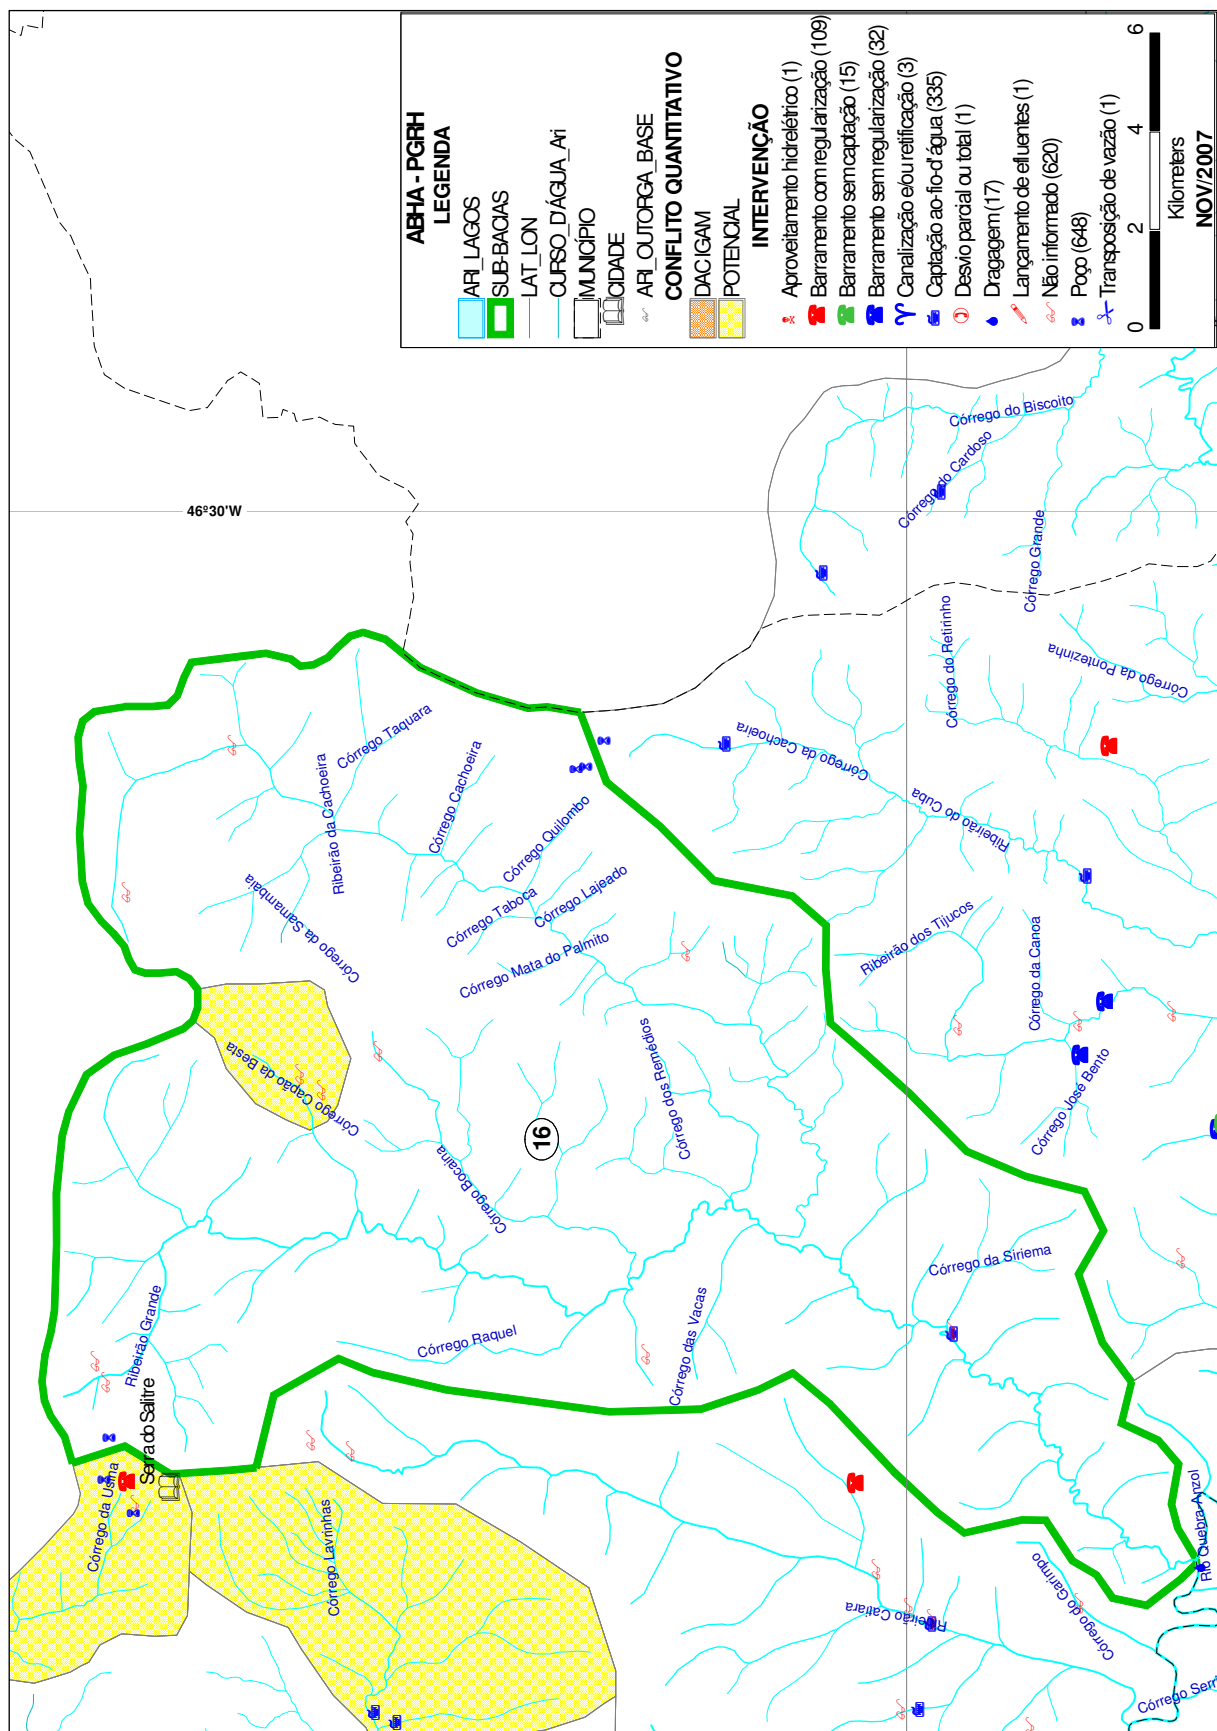 ABHA - PGRH
LEGENDA
ARI_LAGOS
SUB-BACIAS
LAT_LON
CURSO_D'ÁGUA_Ari
MUNICÍPIO
CIDADE
ARI_OUTORGA_BASE
CONFLITO QUANTITATIVO
DAC IGAM
POTENCIAL
INTERVENÇÃO
Aproveitamento hidrelétrico (1)
Barramento com regularização (109)
Barramento sem captação (15)
Barramento sem regularização (32)
Canalização e/ou retificação (3)
Captação ao-fio-d'água (335)
Desvio parcial ou total (1)
Dragagem (17)
Lançamento de efluentes (1)
Não informado (620)
Poço (648)
Transposição de vazão (1)
0 2 4 6
Kilometers
NOV/2007
46º30'W
Córrego do Biscoito
Córrego do Cardoso
Córrego Grande
Córrego do Retirinho
Córrego da Pontezinha
Córrego da Cachoeira
Ribeirão do Cuba
Córrego Taquara
Ribeirão da Cachoeira
Córrego Cachoeira
Córrego Quilombo
Córrego da Samambaia
Córrego Taboca
Córrego Lajeado
Córrego Mata do Palmito
Ribeirão dos Tijucos
Córrego da Canoa
Córrego José Bento
Córrego dos Remédios
Córrego Capão da Besta
16
Córrego Bocaina
Córrego da Siriema
Ribeirão Grande
Córrego Raquel
Córrego das Vacas
Serra do Salitre
Córrego da Usina
Córrego Lavrinhas
Rio Quebra-Anzol
Córrego do Garimpo
Ribeirão Catiara
Córrego Serr